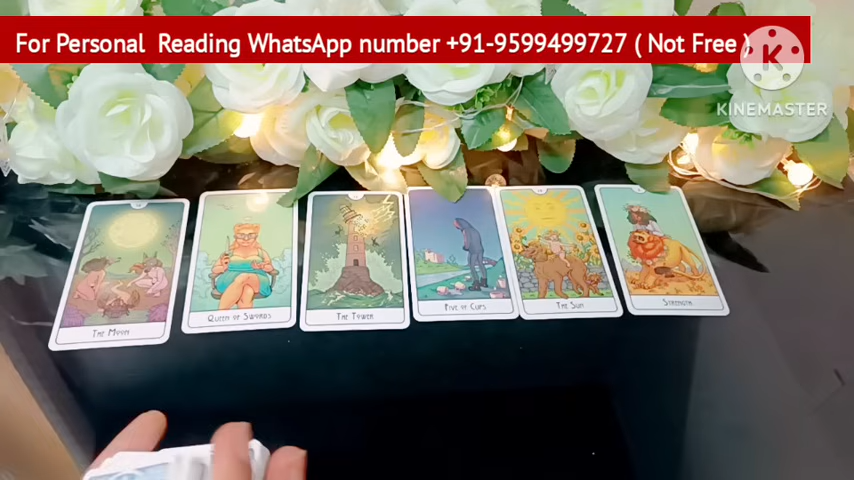 For Personal Reading WhatsApp number +91-9599499727 ( Not Free )
KINEMASTER
The Moon
Queen of Swords
The Tower
Five of Cups
The Sun
Strength